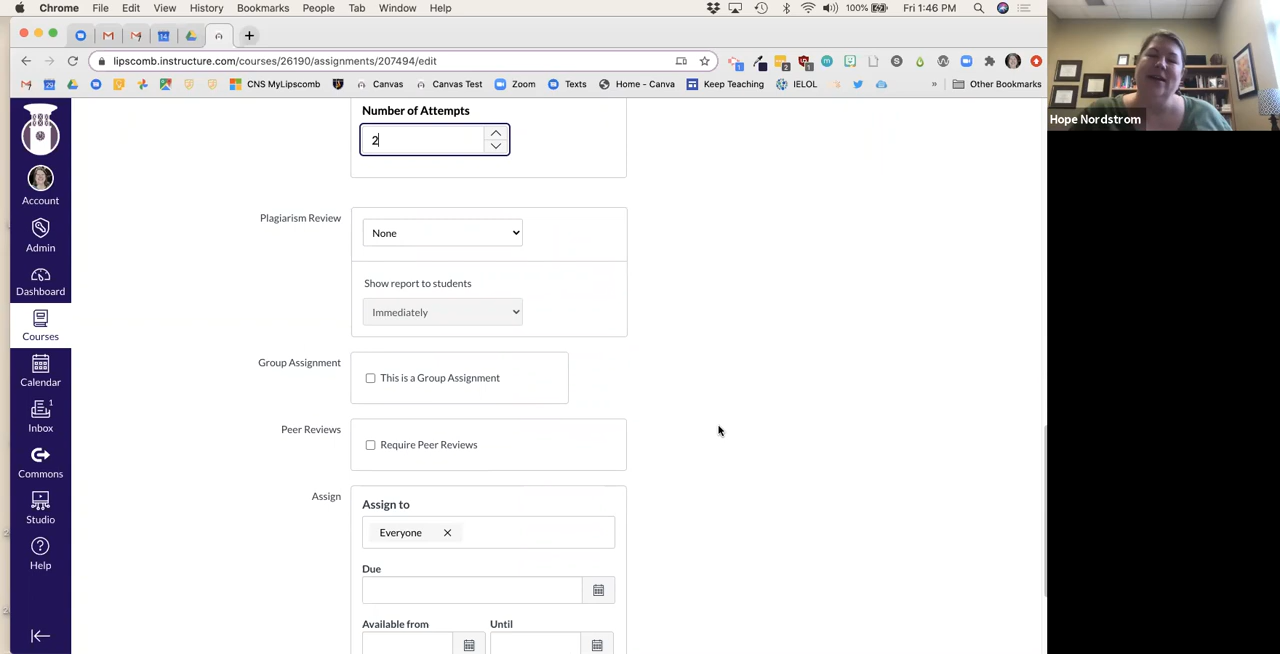 Chrome File Edit View History Bookmarks People Tab Window Help 100% Fri 1:46 PM
lipscomb.instructure.com/courses/26190/assignments/207494/edit
CNS MyLipscomb Canvas Canvas Test Zoom Texts Home - Canva Keep Teaching IELOL » Other Bookmarks
Hope Nordstrom
Account
Admin
Dashboard
Courses
Calendar
1
Inbox
Commons
Studio
Help
Number of Attempts
2
Plagiarism Review
None
Show report to students
Immediately
Group Assignment
This is a Group Assignment
Peer Reviews
Require Peer Reviews
Assign
Assign to
Everyone
Due
Available from Until